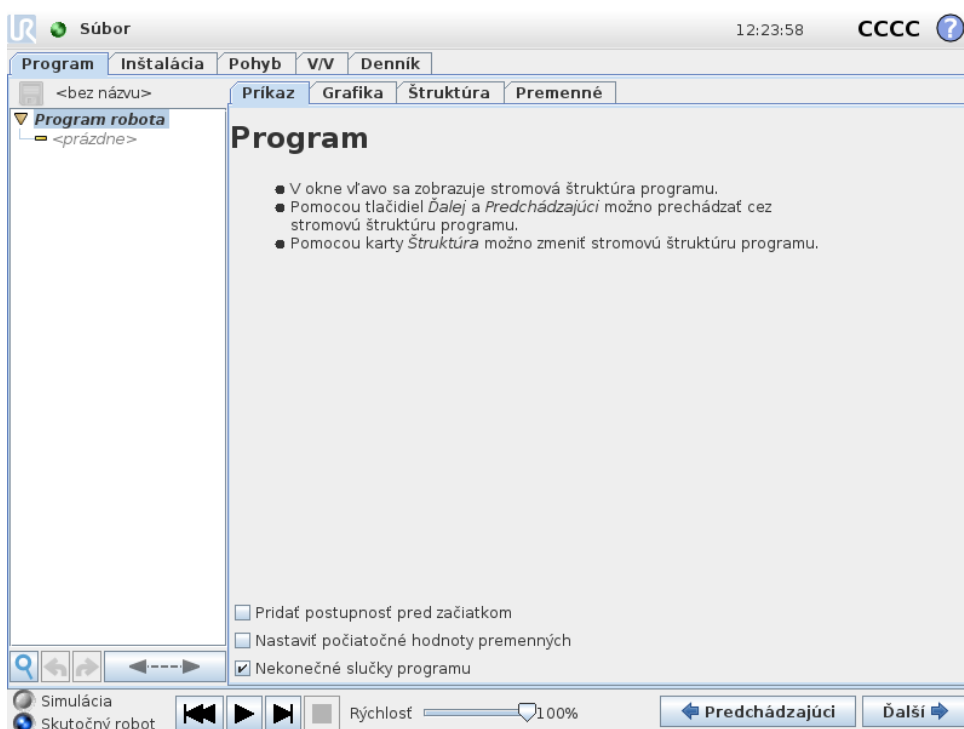 UR Súbor 12:23:58 CCCC ?
Program Inštalácia Pohyb V/V Denník
<bez názvu> Príkaz Grafika Štruktúra Premenné
Program robota
<prázdne>
Program
V okne vľavo sa zobrazuje stromová štruktúra programu.
Pomocou tlačidiel Ďalej a Predchádzajúci možno prechádzať cez
stromovú štruktúru programu.
Pomocou karty Štruktúra možno zmeniť stromovú štruktúru programu.
Pridať postupnosť pred začiatkom
Nastaviť počiatočné hodnoty premenných
Nekonečné slučky programu
Simulácia
Skutočný robot
Rýchlosť 100%
Predchádzajúci Ďalší